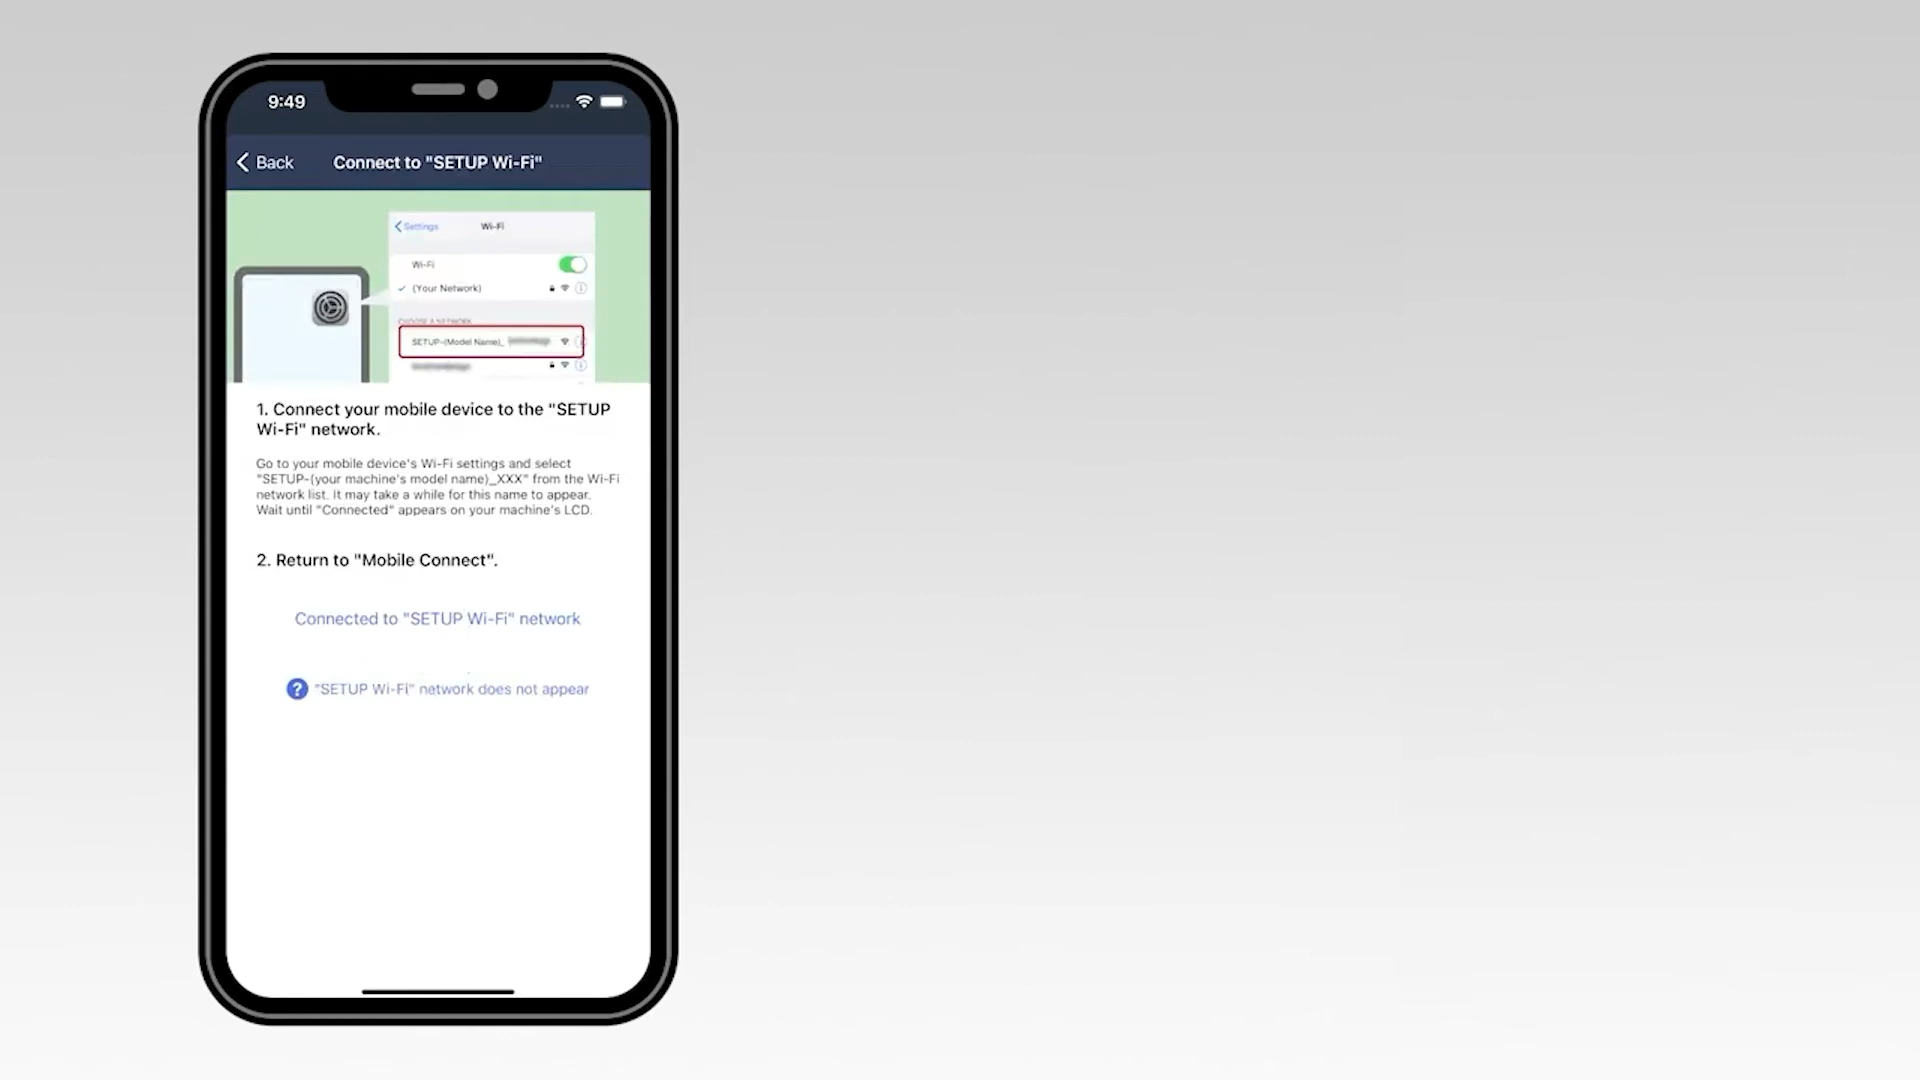 9:49
Back
Connect to "SETUP Wi-Fi"
Settings
Wi-Fi
Wi-Fi
(Your Network)
CHOOSE A NETWORK
SETUP-(Model Name)_
1. Connect your mobile device to the "SETUP
Wi-Fi" network.
Go to your mobile device's Wi-Fi settings and select
"SETUP-(your machine's model name)_XXX" from the Wi-Fi
network list. It may take a while for this name to appear.
Wait until "Connected" appears on your machine's LCD.
2. Return to "Mobile Connect".
Connected to "SETUP Wi-Fi" network
? "SETUP Wi-Fi" network does not appear